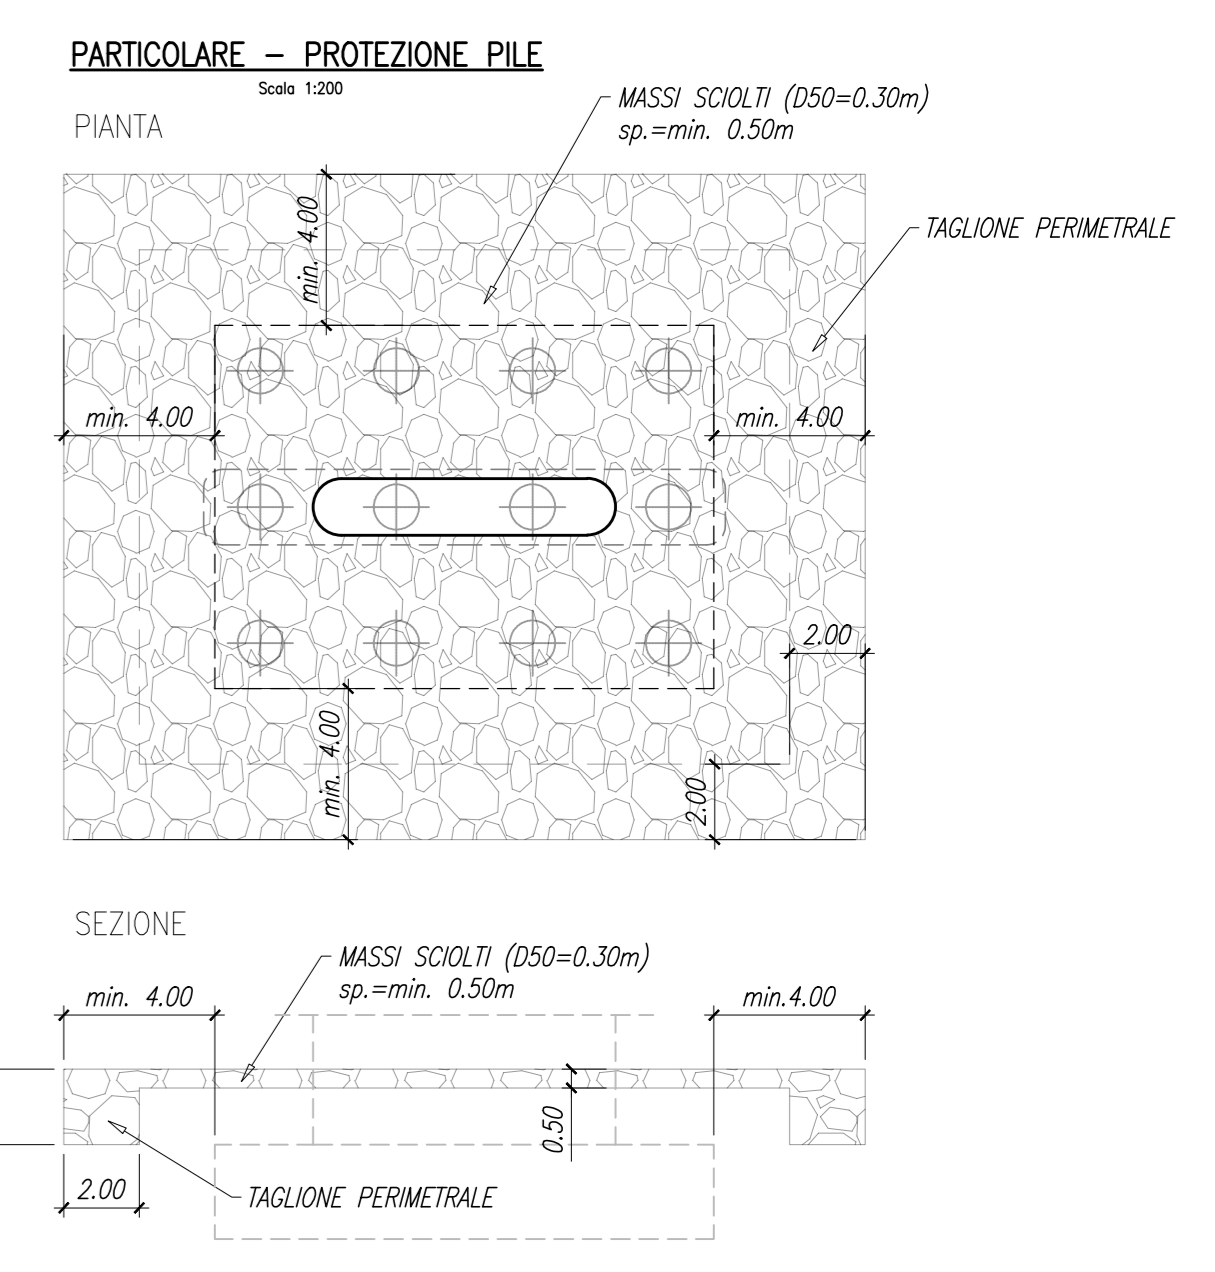 PARTICOLARE – PROTEZIONE PILE
Scala 1:200
PIANTA
MASSI SCIOLTI (D50=0.30m)
sp.=min. 0.50m
TAGLIONE PERIMETRALE
min. 4.00
min. 4.00
min. 4.00
2.00
min. 4.00
2.00
SEZIONE
MASSI SCIOLTI (D50=0.30m)
sp.=min. 0.50m
min. 4.00
min.4.00
0.50
2.00
TAGLIONE PERIMETRALE